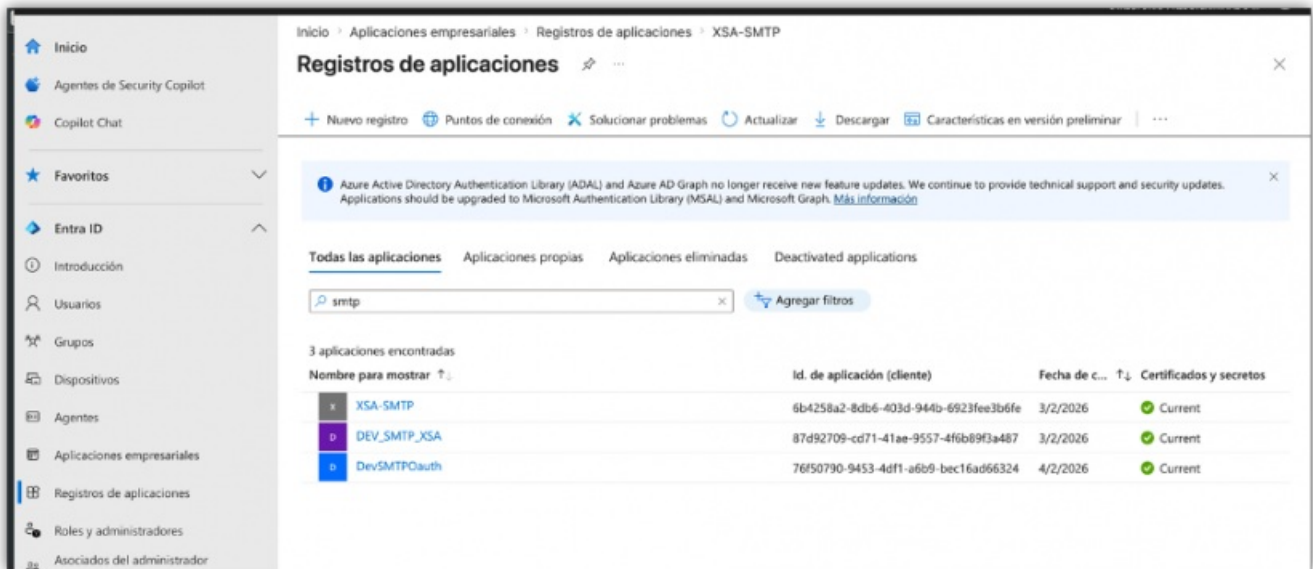 Inicio
Agentes de Security Copilot
Copilot Chat
Favoritos
Entra ID
Introducción
Usuarios
Grupos
Dispositivos
Agentes
Aplicaciones empresariales
Registros de aplicaciones
Roles y administradores
Asociados del administrador
Inicio > Aplicaciones empresariales > Registros de aplicaciones > XSA-SMTP
Registros de aplicaciones
Nuevo registro Puntos de conexión Solucionar problemas Actualizar Descargar Características en versión preliminar
Azure Active Directory Authentication Library (ADAL) and Azure AD Graph no longer receive new feature updates. We continue to provide technical support and security updates.
Applications should be upgraded to Microsoft Authentication Library (MSAL) and Microsoft Graph. Más información
Todas las aplicaciones Aplicaciones propias Aplicaciones eliminadas Deactivated applications
smtp Agregar filtros
3 aplicaciones encontradas
Nombre para mostrar Id. de aplicación (cliente) Fecha de c... Certificados y secretos
X XSA-SMTP 6b4258a2-8db6-403d-944b-6923fee3b6fe 3/2/2026 Current
D DEV_SMTP_XSA 87d92709-cd71-41ae-9557-4f6b89f3a487 3/2/2026 Current
D DevSMTPOauth 76f50790-9453-4df1-a6b9-bec16ad66324 4/2/2026 Current